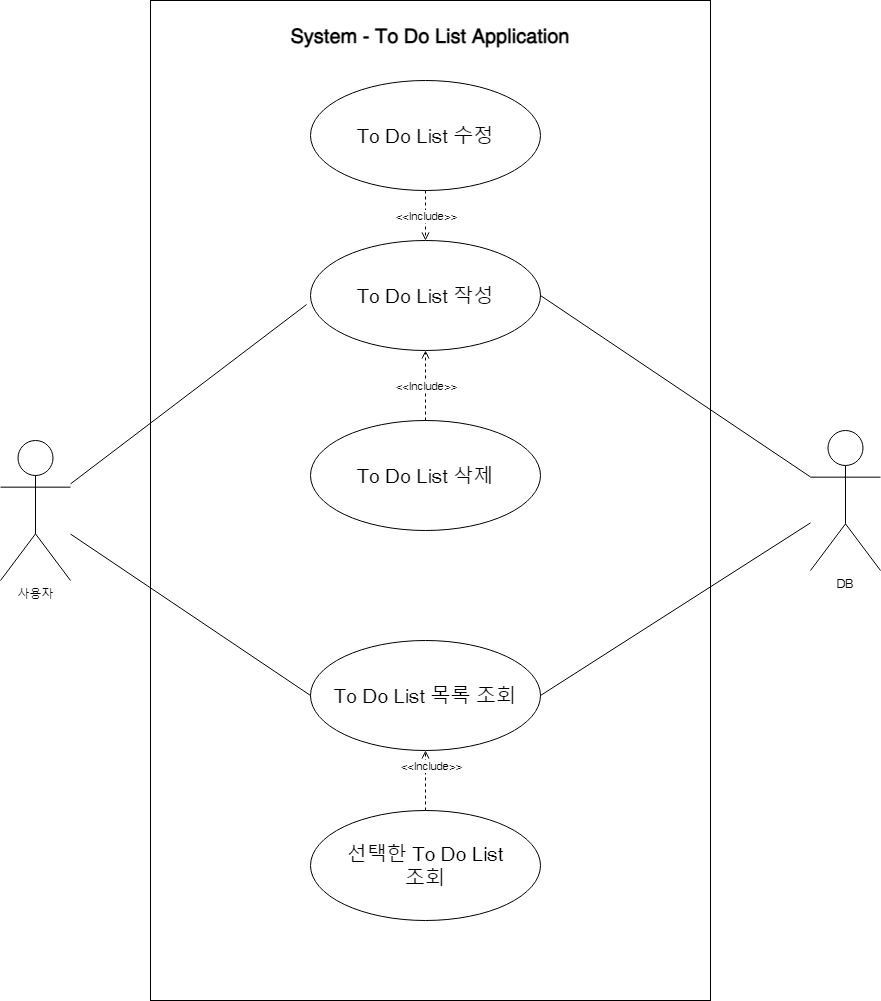 System - To Do List Application
To Do List 수정
<<Include>>
To Do List 작성
<<Include>>
To Do List 삭제
사용자
DB
To Do List 목록 조회
<<Include>>
선택한 To Do List
조회